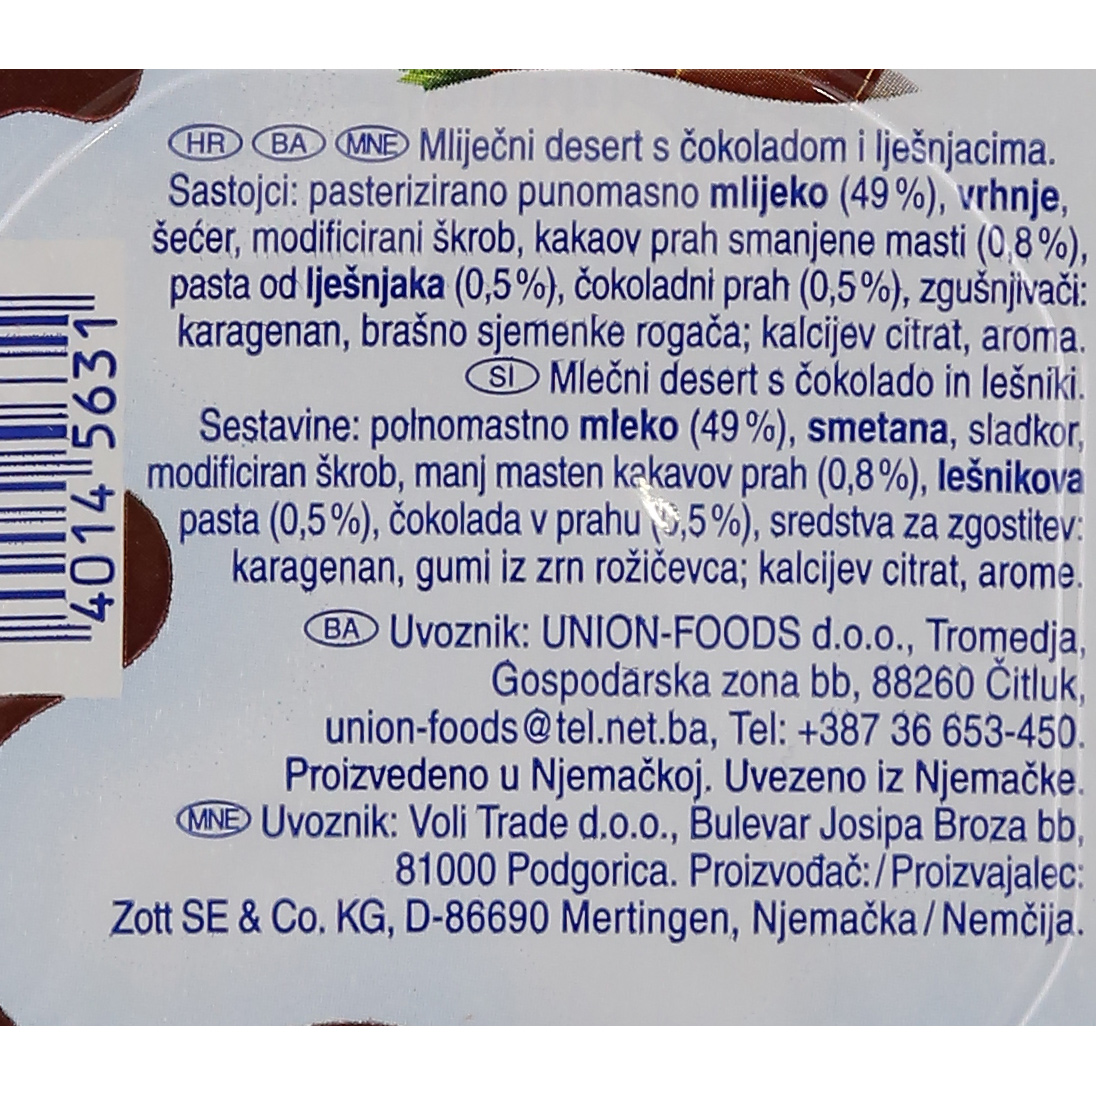 HR BA MNE Mliječni desert s čokoladom i lješnjacima.
Sastojci: pasterizirano punomasno mlijeko (49 %), vrhnje,
šećer, modificirani škrob, kakaov prah smanjene masti (0,8 %),
pasta od lješnjaka (0,5 %), čokoladni prah (0,5 %), zgušnjivači:
karagenan, brašno sjemenke rogača; kalcijev citrat, aroma.
SI Mlečni desert s čokolado in lešniki.
Sestavine: polnomastno mleko (49 %), smetana, sladkor,
modificiran škrob, manj masten kakavov prah (0,8 %), lešnikova
pasta (0,5 %), čokolada v prahu (0,5 %), sredstva za zgostitev:
karagenan, gumi iz zrn rožičevca; kalcijev citrat, arome.
BA Uvoznik: UNION-FOODS d.o.o., Tromedja,
Gospodarska zona bb, 88260 Čitluk,
union-foods@tel.net.ba, Tel: +387 36 653-450.
Proizvedeno u Njemačkoj. Uvezeno iz Njemačke.
MNE Uvoznik: Voli Trade d.o.o., Bulevar Josipa Broza bb,
81000 Podgorica. Proizvođač:/Proizvajalec:
Zott SE & Co. KG, D-86690 Mertingen, Njemačka/Nemčija.
4014 5631